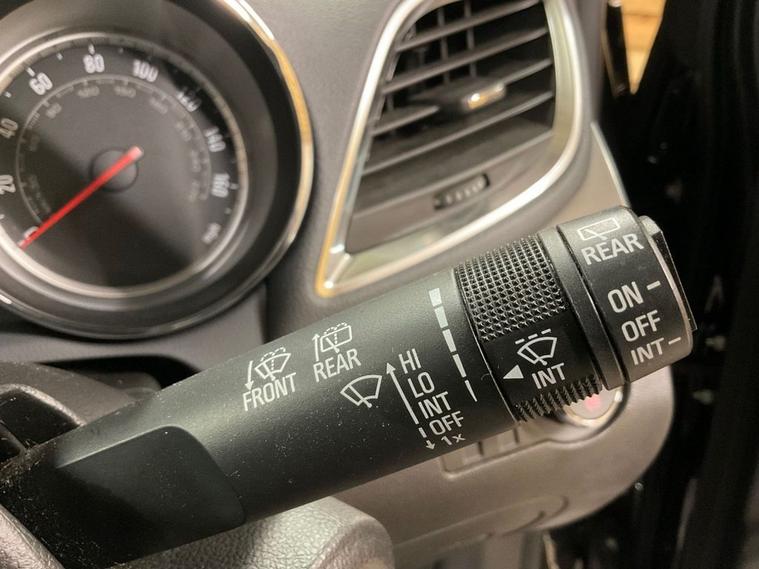 0
20
40
60
80
100
120
140
160
FRONT
REAR
HI
LO
INT
OFF
1x
INT
REAR
ON
OFF
INT